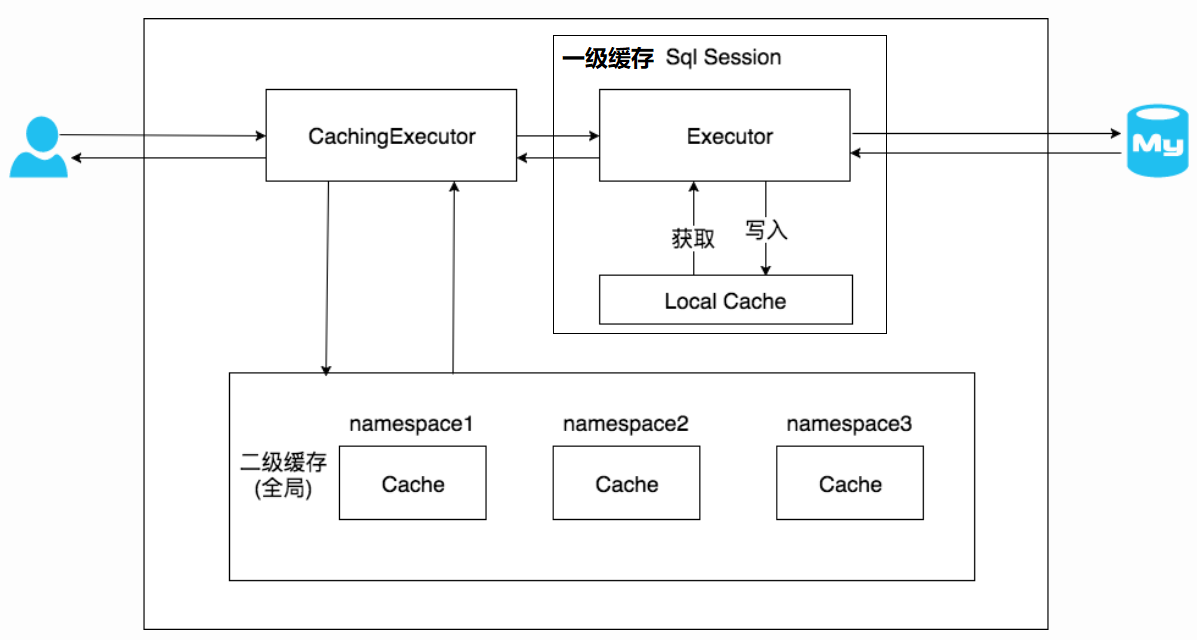 一级缓存 Sql Session
CachingExecutor
Executor
My
获取
写入
Local Cache
namespace1
namespace2
namespace3
二级缓存
(全局)
Cache
Cache
Cache